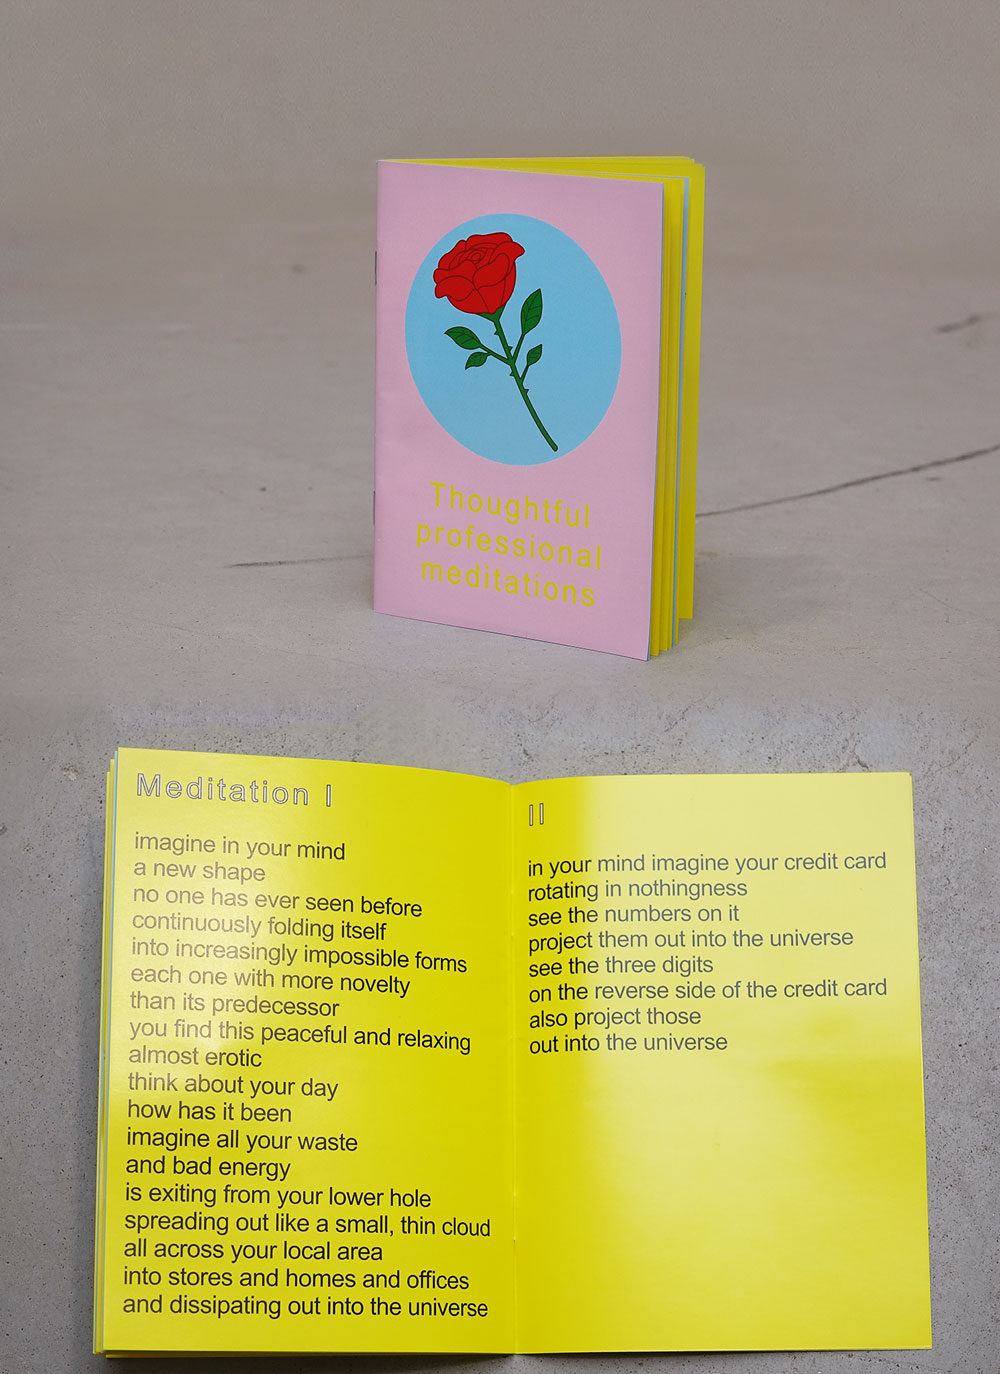 Thoughtful
professional
meditations
Meditation I
imagine in your mind
a new shape
no one has ever seen before
continuously folding itself
into increasingly impossible forms
each one with more novelty
than its predecessor
you find this peaceful and relaxing
almost erotic
think about your day
how has it been
imagine all your waste
and bad energy
is exiting from your lower hole
spreading out like a small, thin cloud
all across your local area
into stores and homes and offices
and dissipating out into the universe
II
in your mind imagine your credit card
rotating in nothingness
see the numbers on it
project them out into the universe
see the three digits
on the reverse side of the credit card
also project those
out into the universe